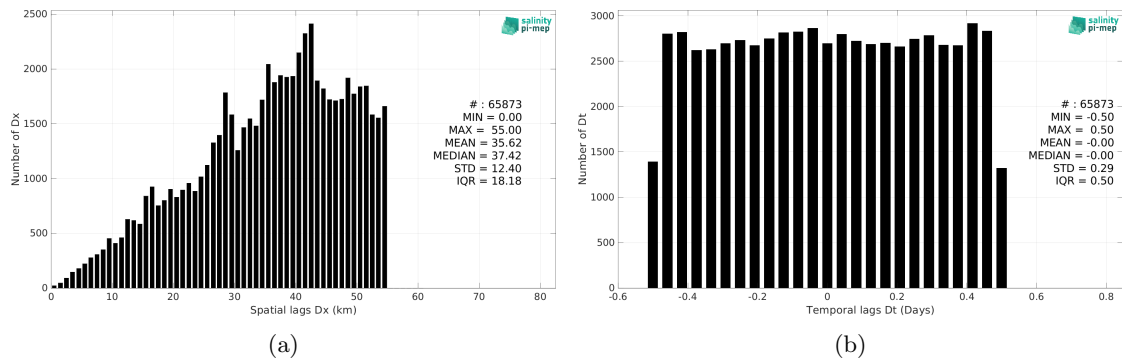 2500
2000
1500
1000
500
0
Number of Dx
0 10 20 30 40 50 60 70 80
Spatial lags Dx (km)
salinity
pi-mep
# : 65873
MIN = 0.00
MAX = 55.00
MEAN = 35.62
MEDIAN = 37.42
STD = 12.40
IQR = 18.18
(a)
3000
2500
2000
1500
1000
500
0
Number of Dt
-0.6 -0.4 -0.2 0 0.2 0.4 0.6 0.8
Temporal lags Dt (Days)
salinity
pi-mep
# : 65873
MIN = -0.50
MAX = 0.50
MEAN = -0.00
MEDIAN = -0.00
STD = 0.29
IQR = 0.50
(b)